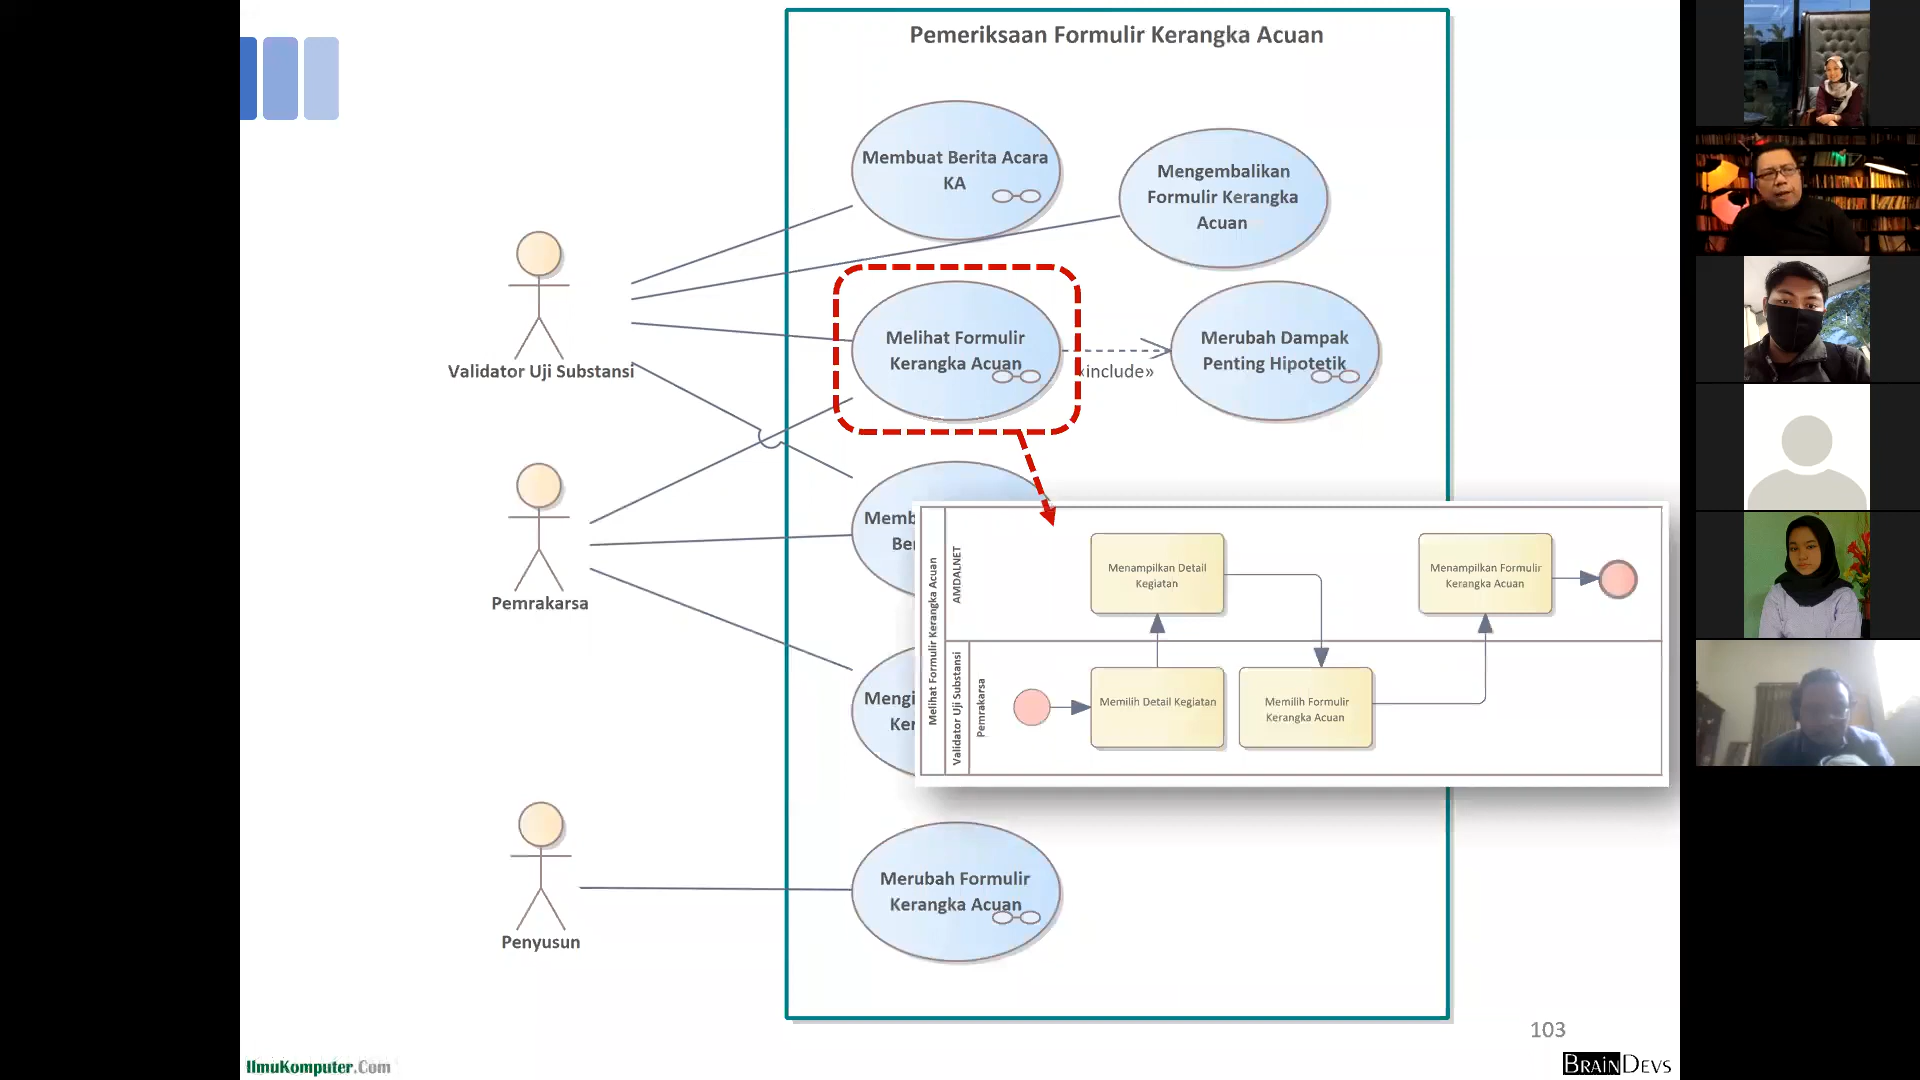 Pemeriksaan Formulir Kerangka Acuan
Membuat Berita Acara
KA
Mengembalikan
Formulir Kerangka
Acuan
Validator Uji Substansi
Melihat Formulir
Kerangka Acuan
«include»
Merubah Dampak
Penting Hipotetik
Pemrakarsa
Melihat Formulir Kerangka Acuan
AMDALNET
Menampilkan Detail
Kegiatan
Menampilkan Formulir
Kerangka Acuan
Validator Uji Substansi
Pemrakarsa
Memilih Detail Kegiatan
Memilih Formulir
Kerangka Acuan
Penyusun
Merubah Formulir
Kerangka Acuan
103
IlmuKomputer.Com
BRAINDEVS